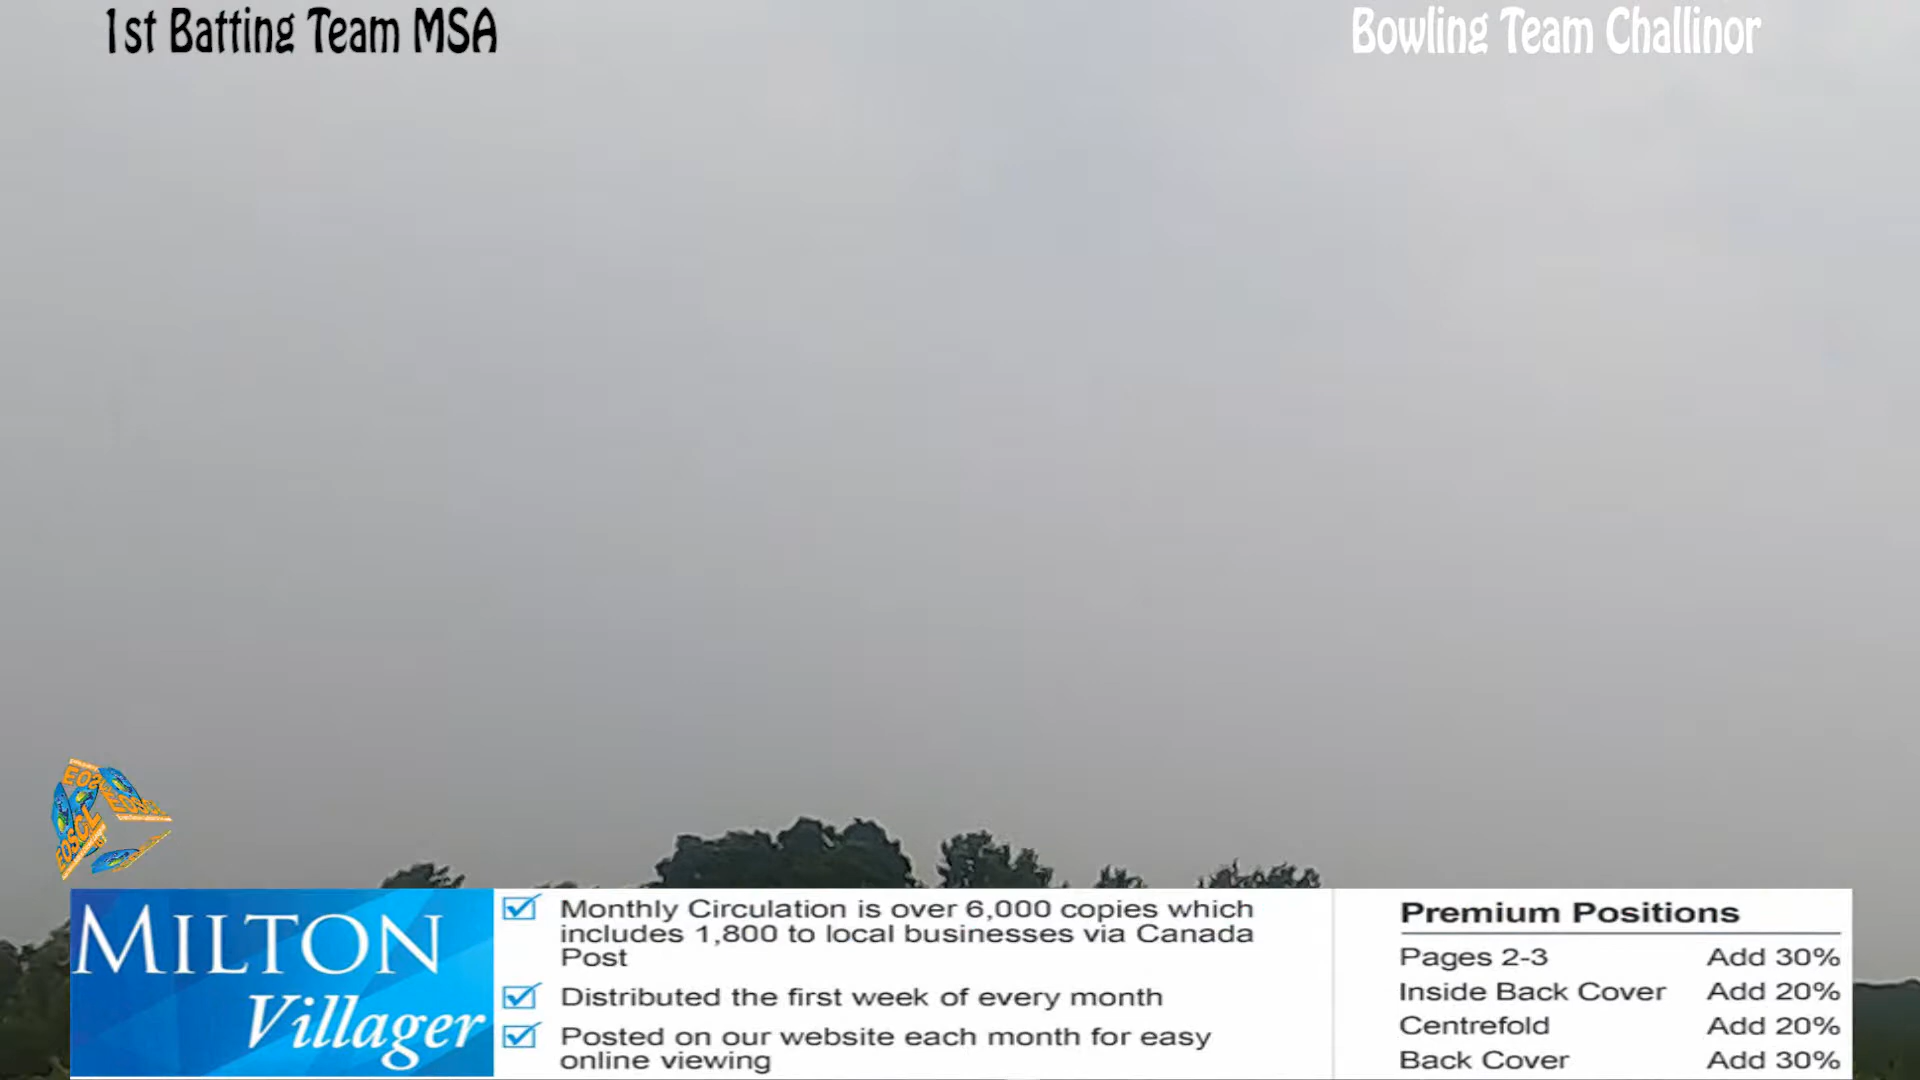 1st Batting Team MSA
Bowling Team Challinor
EOSCL
MILTON
Villager
Monthly Circulation is over 6,000 copies which
includes 1,800 to local businesses via Canada
Post
Distributed the first week of every month
Posted on our website each month for easy
online viewing
Premium Positions
Pages 2-3 Add 30%
Inside Back Cover Add 20%
Centrefold Add 20%
Back Cover Add 30%